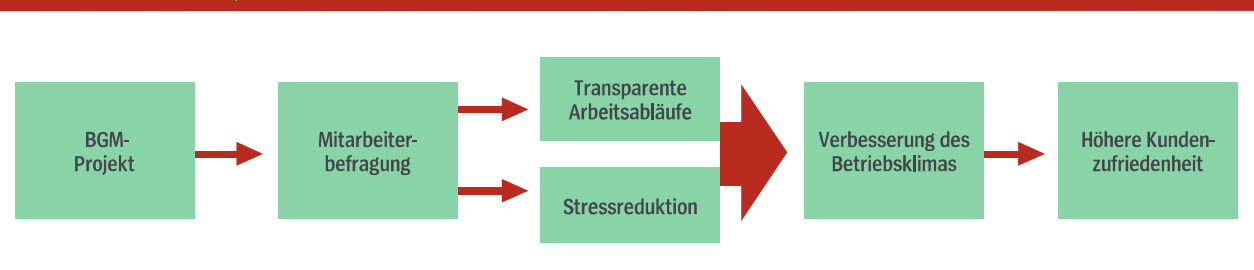 BGM-
Projekt
Mitarbeiter-
befragung
Transparente
Arbeitsabläufe
Stressreduktion
Verbesserung des
Betriebsklimas
Höhere Kunden-
zufriedenheit